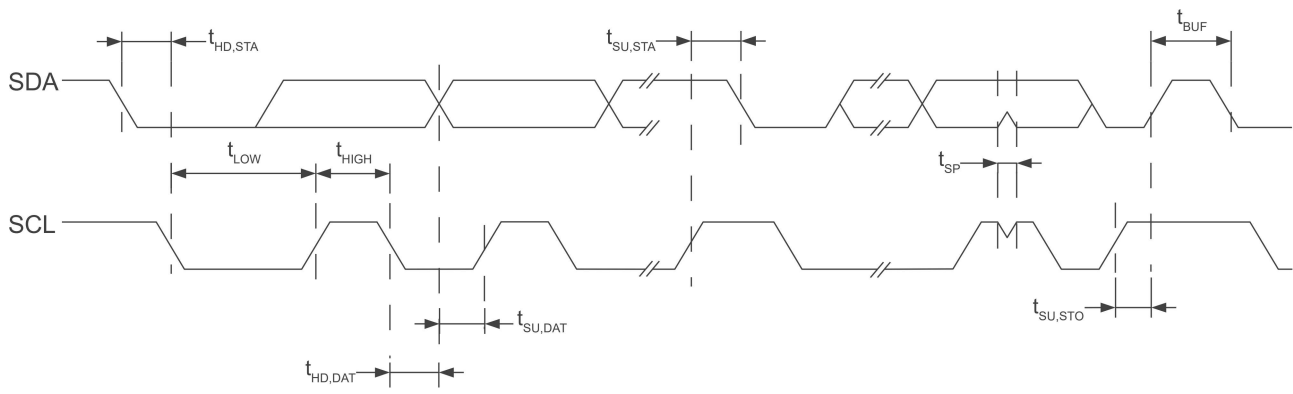 tBUF
tHD,STA
tSU,STA
SDA
tLOW
tHIGH
tSP
SCL
tSU,STO
tSU,DAT
tHD,DAT